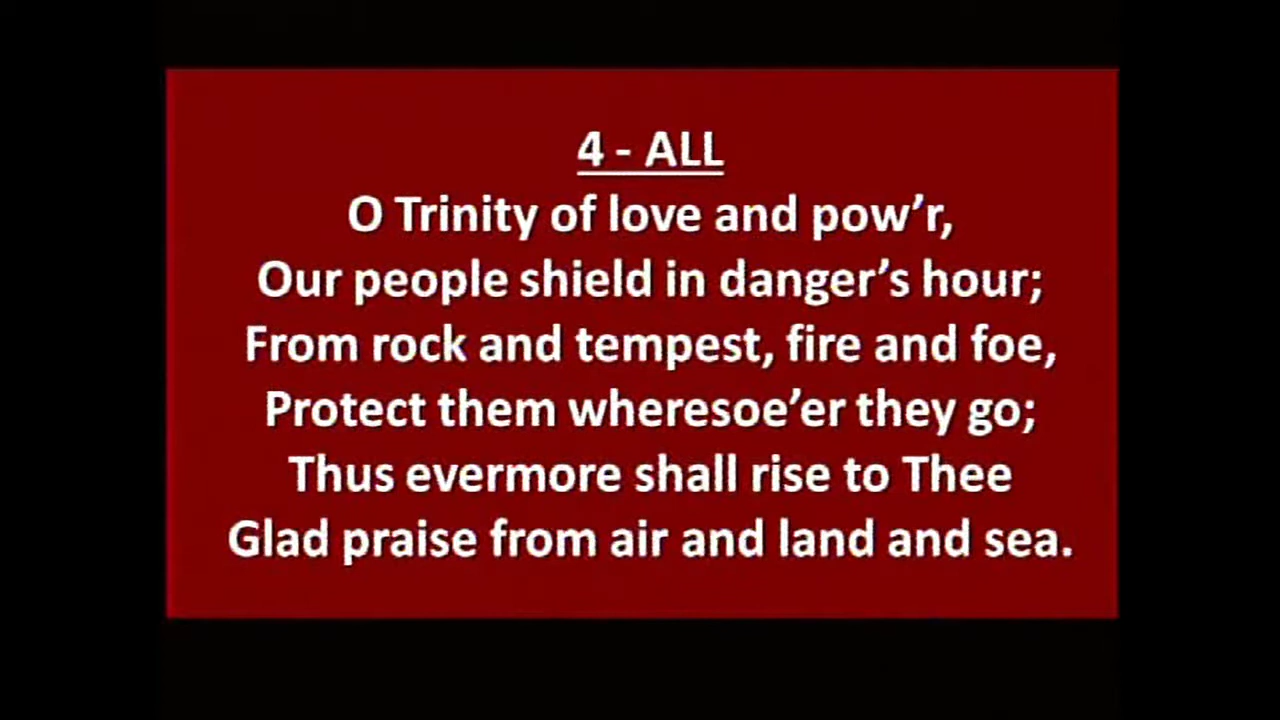 4 - ALL
O Trinity of love and pow’r,
Our people shield in danger’s hour;
From rock and tempest, fire and foe,
Protect them wheresoe’er they go;
Thus evermore shall rise to Thee
Glad praise from air and land and sea.